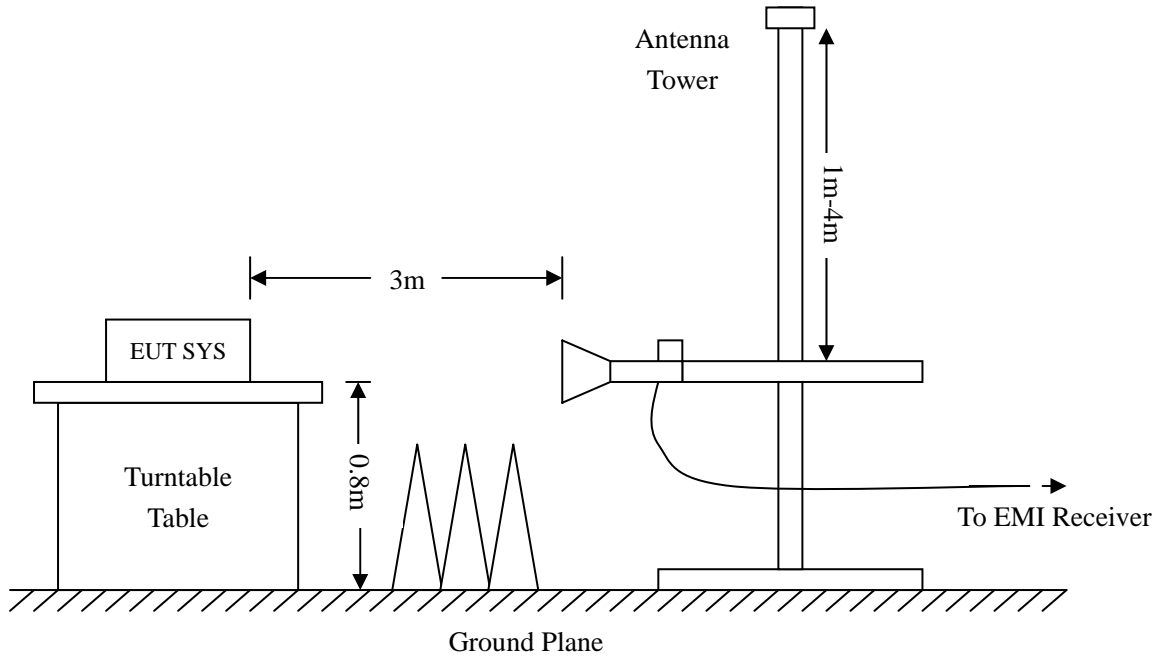 Antenna
Tower
1m-4m
3m
EUT SYS
0.8m
Turntable
Table
To EMI Receiver
Ground Plane